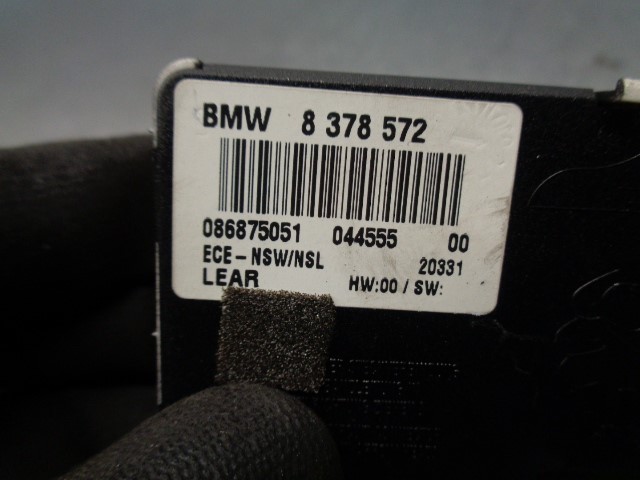 BMW 8 378 572
086875051 044555 00
ECE-NSW/NSL 20331
LEAR HW:00 / SW: